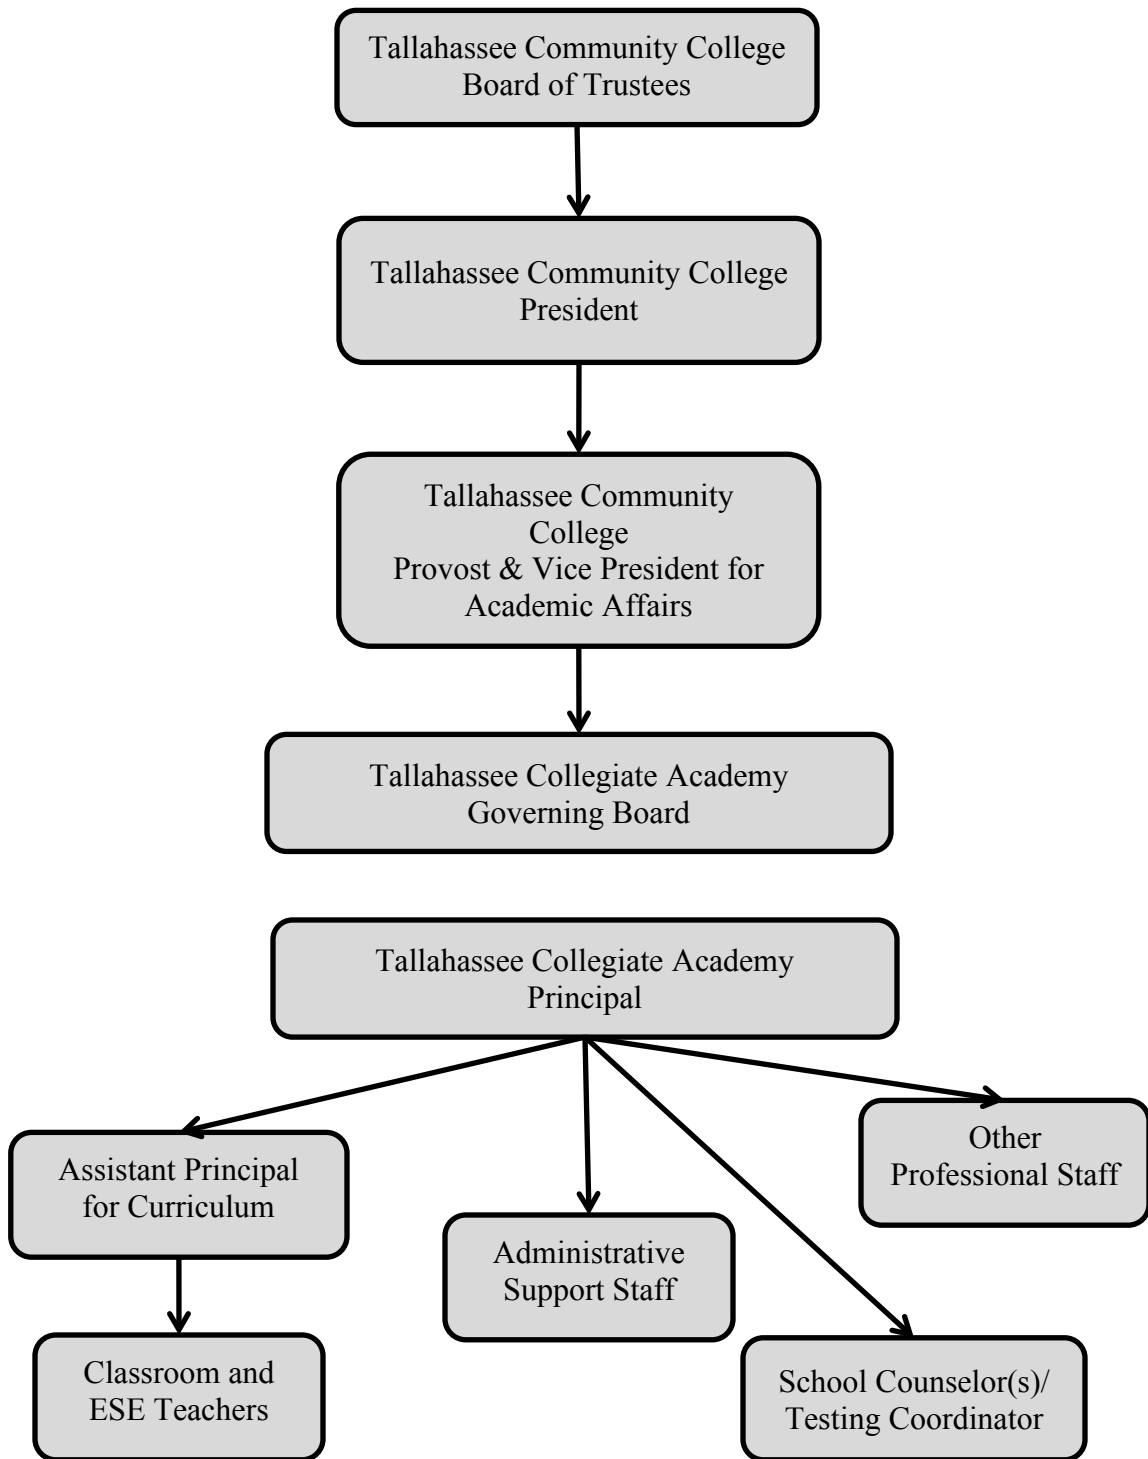 Tallahassee Community College
Board of Trustees
Tallahassee Community College
President
Tallahassee Community
College
Provost & Vice President for
Academic Affairs
Tallahassee Collegiate Academy
Governing Board
Tallahassee Collegiate Academy
Principal
Assistant Principal
for Curriculum
Other
Professional Staff
Administrative
Support Staff
Classroom and
ESE Teachers
School Counselor(s)/
Testing Coordinator